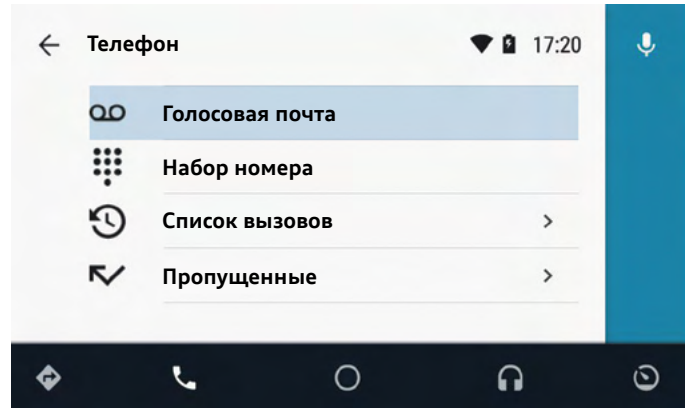 Телефон 17:20
Голосовая почта
Набор номера
Список вызовов
Пропущенные